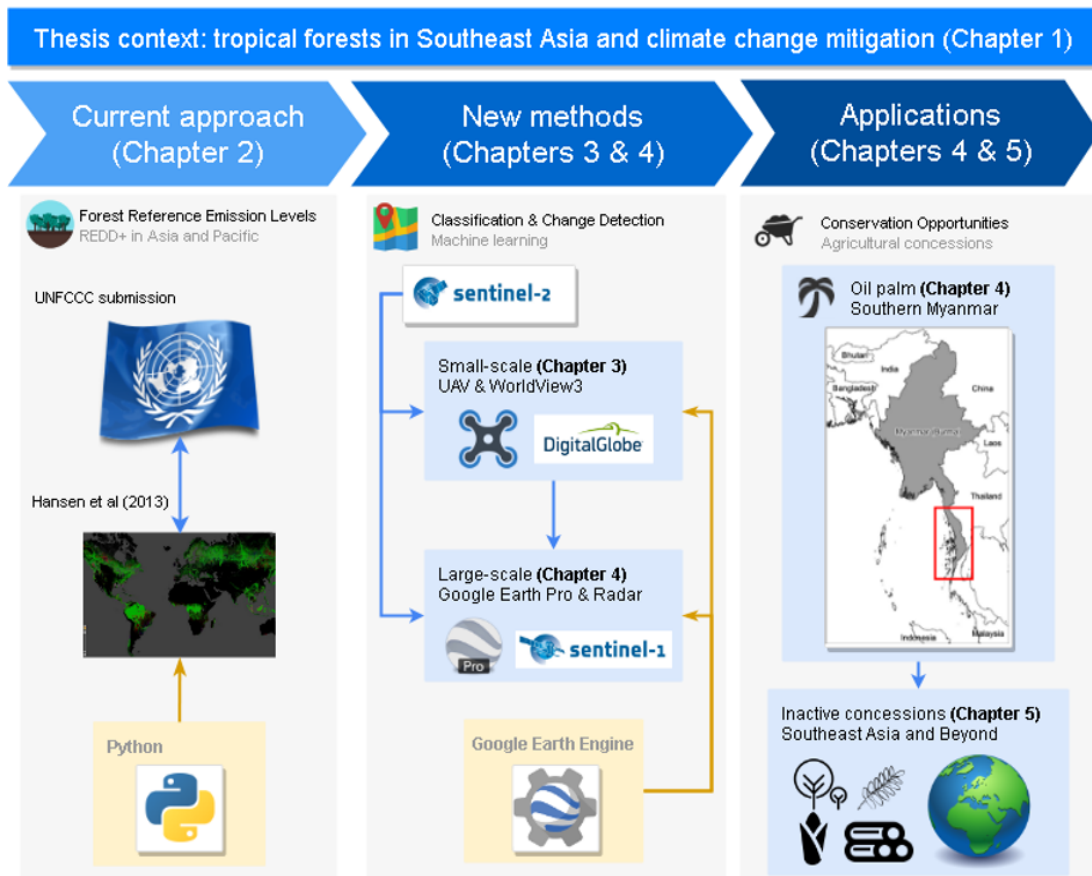 Thesis context: tropical forests in Southeast Asia and climate change mitigation (Chapter 1)
Current approach
(Chapter 2)
New methods
(Chapters 3 & 4)
Applications
(Chapters 4 & 5)
Forest Reference Emission Levels
REDD+ in Asia and Pacific
UNFCCC submission
Hansen et al (2013)
Python
Classification & Change Detection
Machine learning
sentinel-2
Small-scale (Chapter 3)
UAV & WorldView3
DigitalGlobe
Large-scale (Chapter 4)
Google Earth Pro & Radar
Pro
sentinel-1
Google Earth Engine
Conservation Opportunities
Agricultural concessions
Oil palm (Chapter 4)
Southern Myanmar
Bhutan
India
Bangladesh
China
Myanmar (Burma)
Laos
Thailand
Indonesia
Malaysia
Inactive concessions (Chapter 5)
Southeast Asia and Beyond